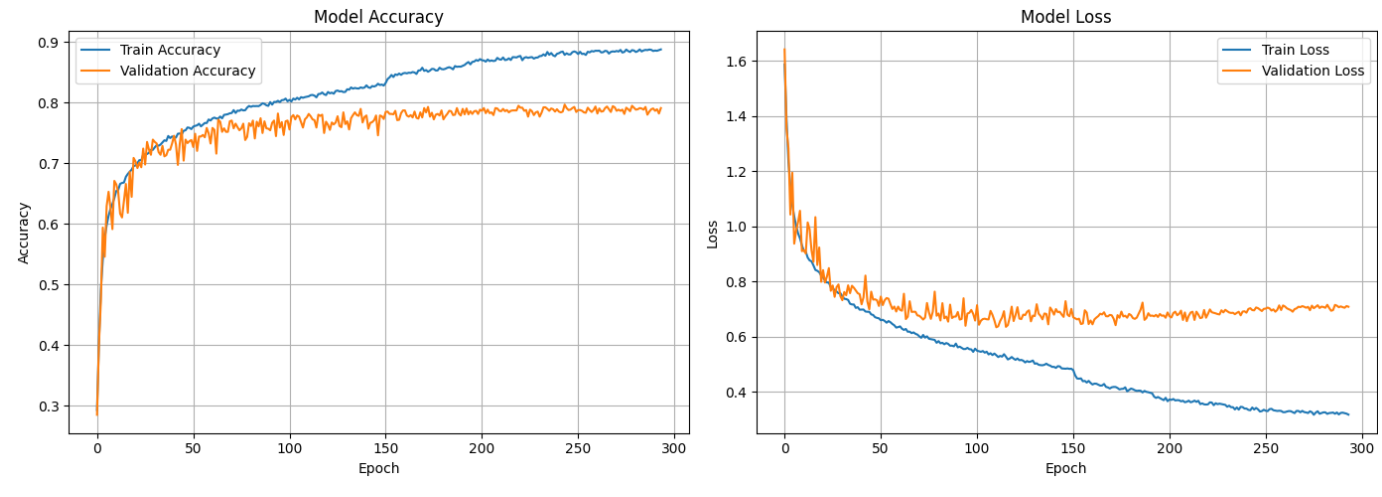 Model Accuracy
Train Accuracy
Validation Accuracy
Accuracy
0.9
0.8
0.7
0.6
0.5
0.4
0.3
0 50 100 150 200 250 300
Epoch
Model Loss
Train Loss
Validation Loss
Loss
1.6
1.4
1.2
1.0
0.8
0.6
0.4
0 50 100 150 200 250 300
Epoch